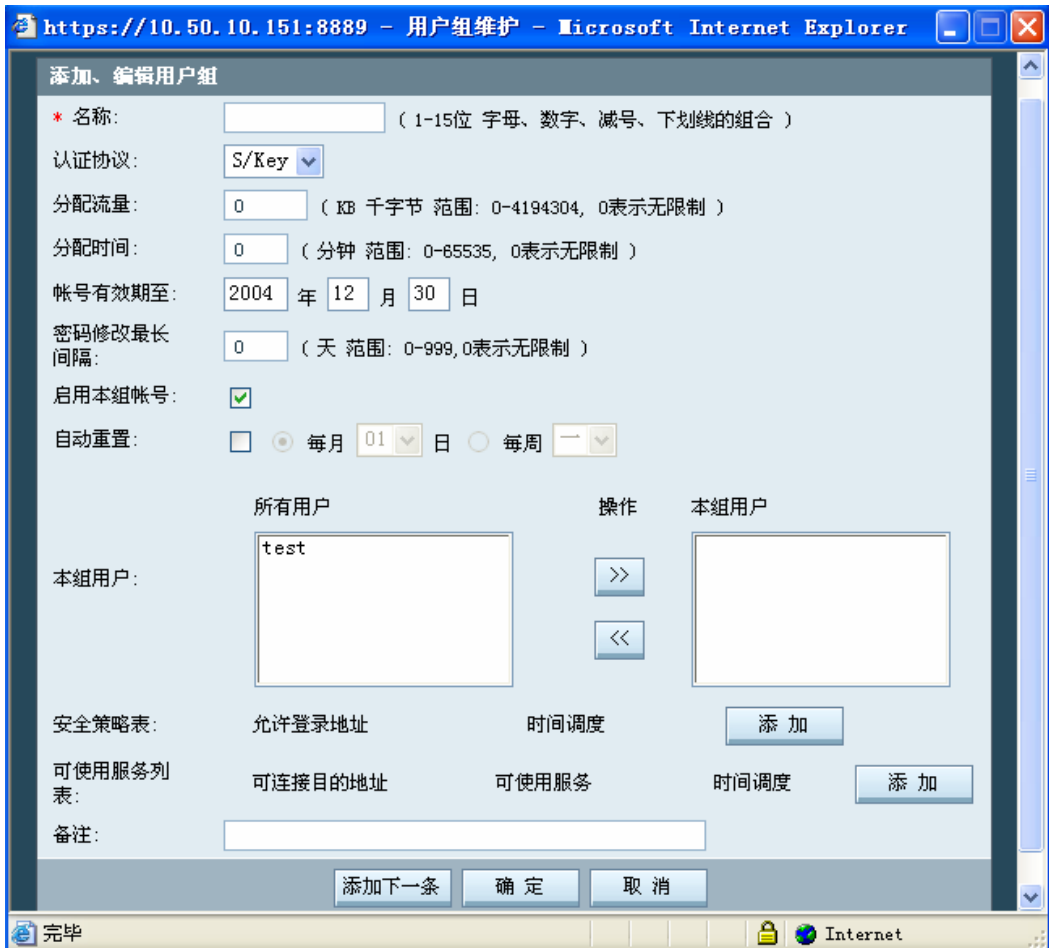 https://10.50.10.151:8889 - 用户组维护 - Microsoft Internet Explorer
添加、编辑用户组
* 名称: ( 1-15位 字母、数字、减号、下划线的组合 )
认证协议: S/Key
分配流量: 0 ( KB 千字节 范围: 0-4194304, 0表示无限制 )
分配时间: 0 ( 分钟 范围: 0-65535, 0表示无限制 )
帐号有效期至: 2004 年 12 月 30 日
密码修改最长
间隔: 0 ( 天 范围: 0-999,0表示无限制 )
启用本组帐号:
自动重置: 每月 01 日 每周 一
所有用户 操作 本组用户
test
本组用户:
>>
<<
安全策略表: 允许登录地址 时间调度 添 加
可使用服务列
表: 可连接目的地址 可使用服务 时间调度 添 加
备注:
添加下一条 确 定 取 消
完毕 Internet